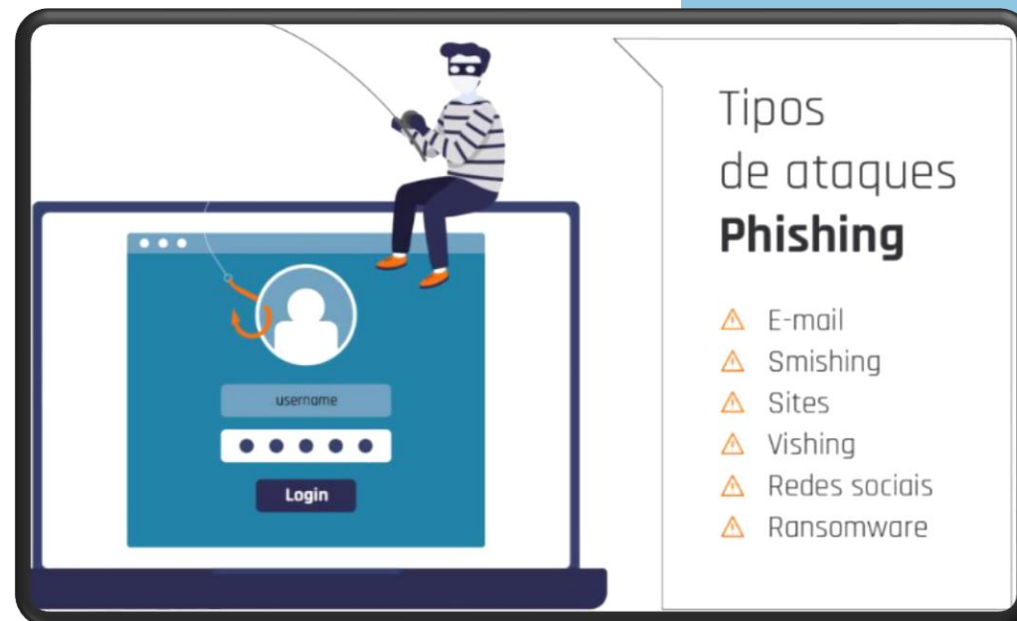 Tipos
de ataques
Phishing
E-mail
Smishing
Sites
Vishing
Redes sociais
Ransomware
username
Login